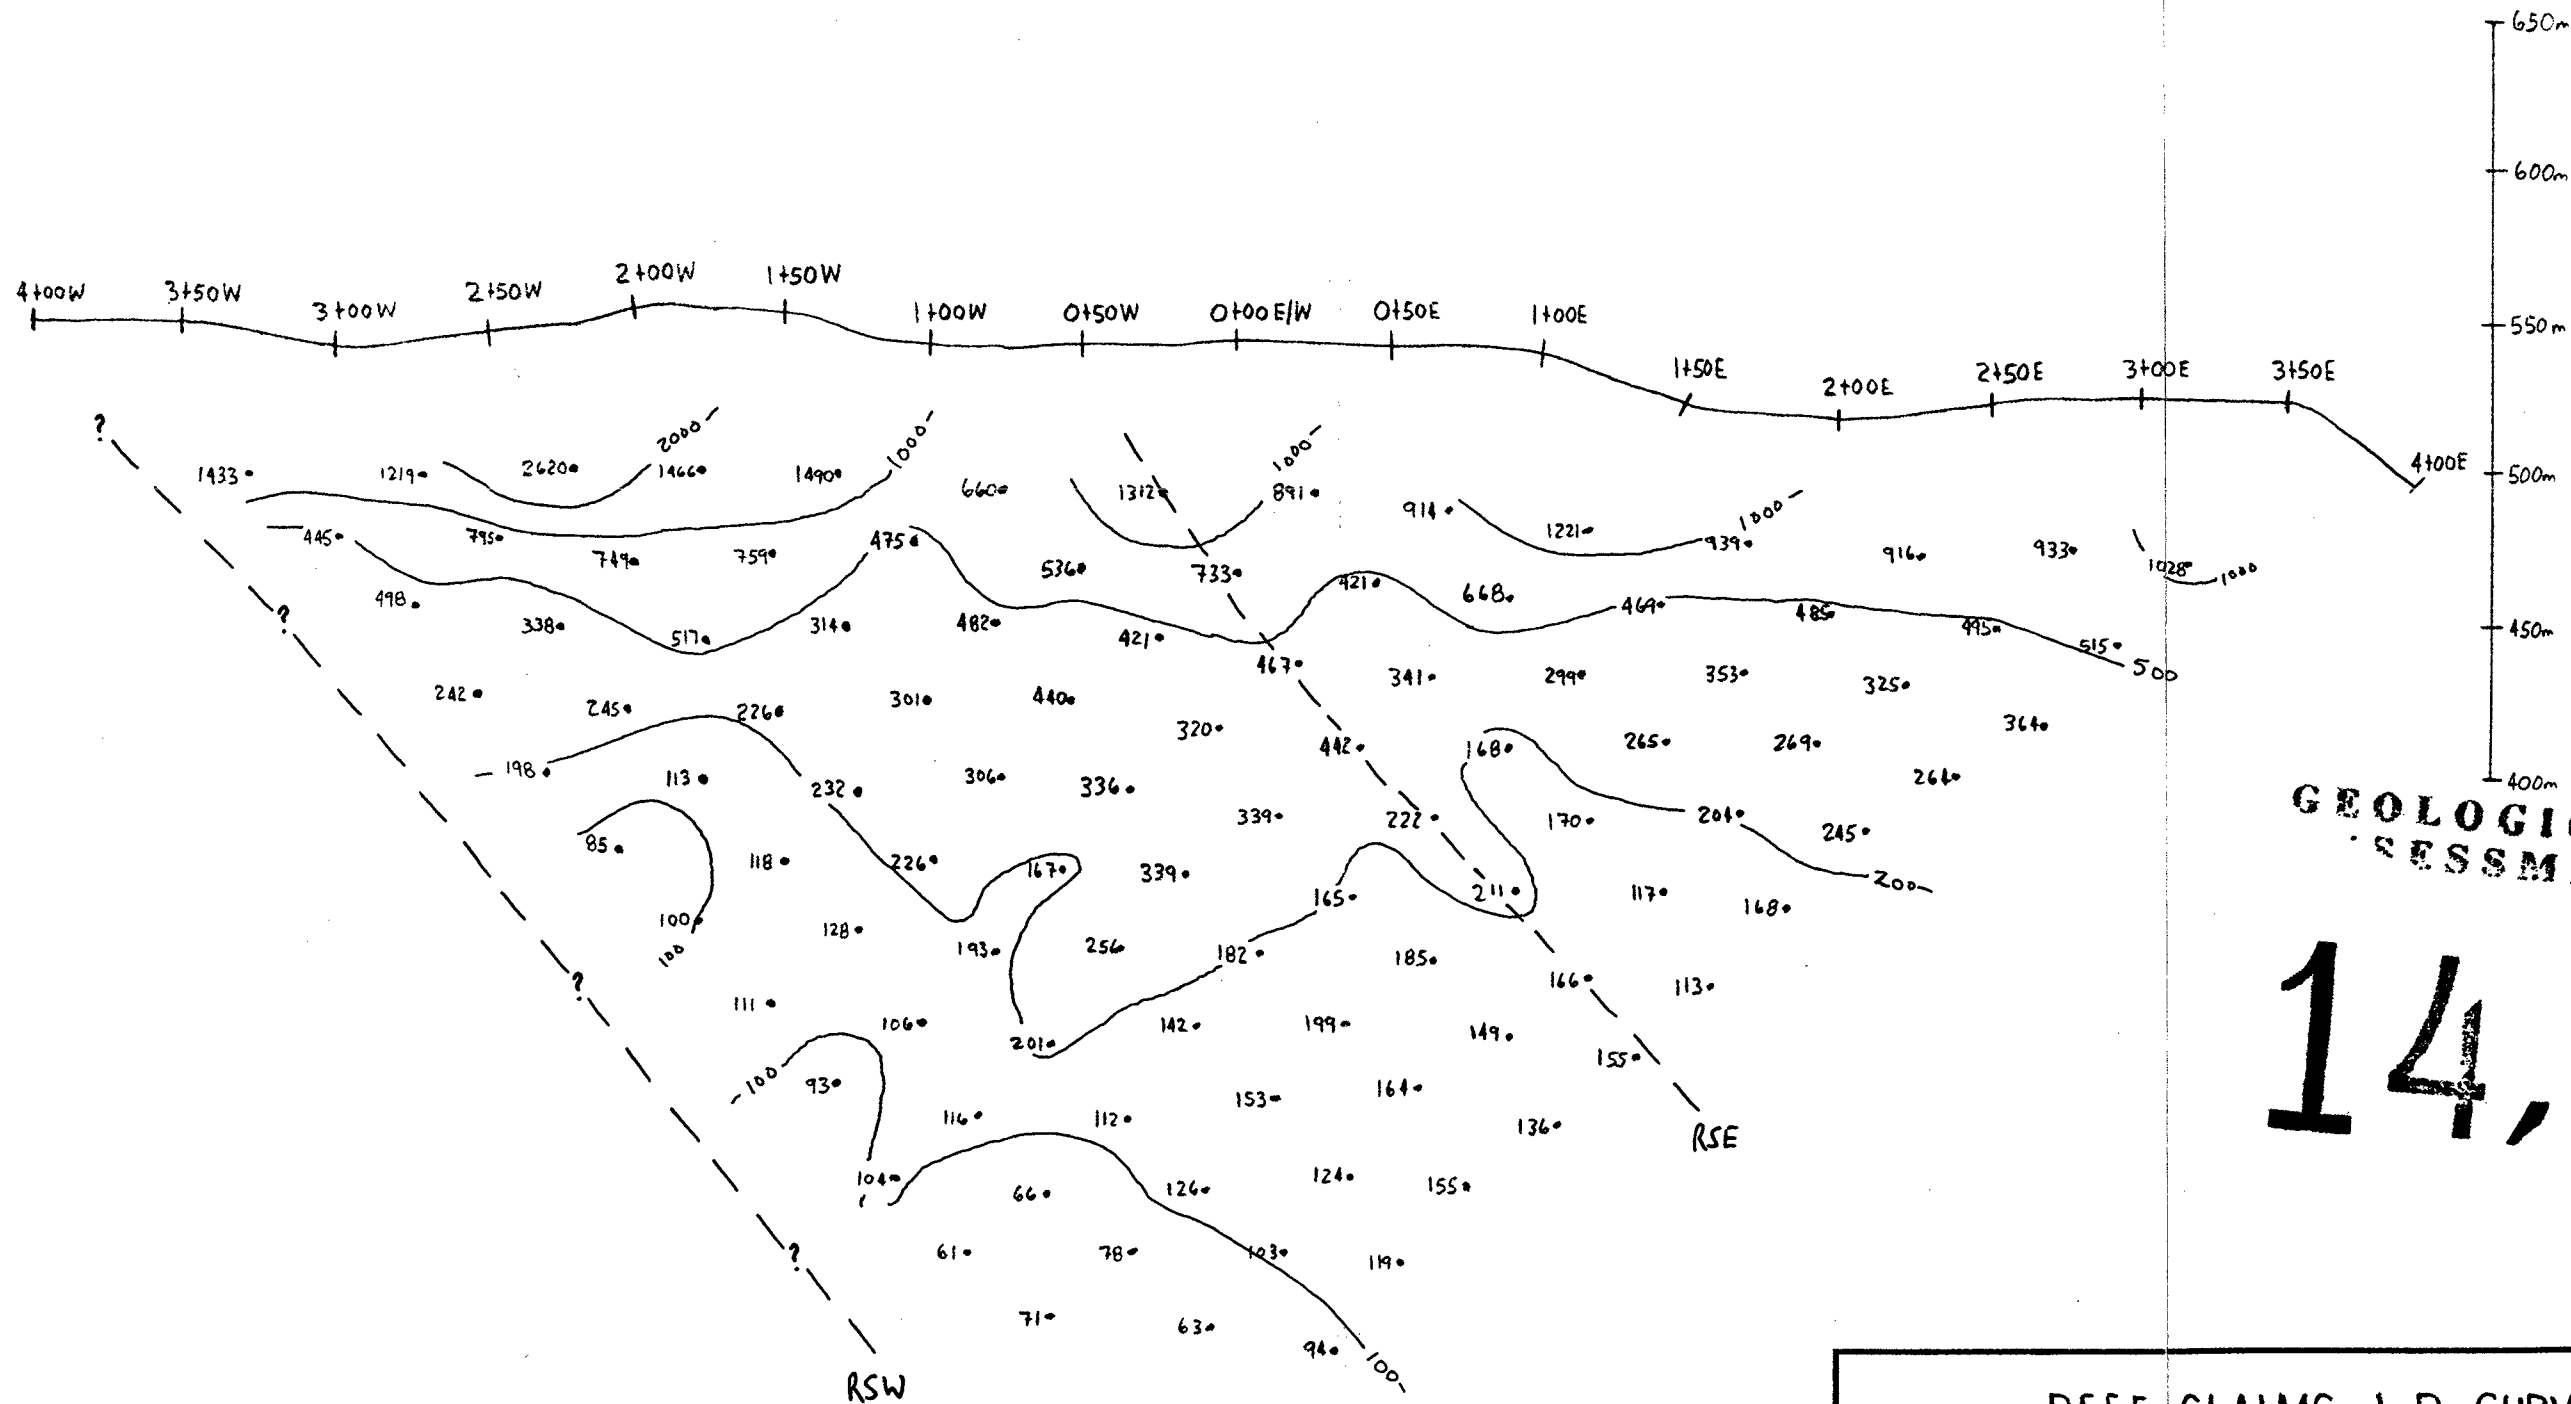 650m
600m
2+00W 1+50W
4+00W 3+50W 3+00W 2+50W 1+00W 0+50W 0+00E/W 0+50E 1+00E
550m
1+50E 2+00E 2+50E 3+00E 3+50E
4+00E
500m
? 2000 1000 1000
1433 1219 2620 1466 1490 660 1312 891 914 1221 939 1000
445 795 749 759 475 536 733 421 668 916 933 1028 1000
498 338 517 314 482 421 467 469 485 495 515 500
?
450m
242 245 226 301 440 320 341 299 353 325 364
198 113 232 306 336 442 168 265 269 264
400m
85 118 226 167 339 339 222 170 204 245
GEOLOGI
SESSM
100 128 193 256 182 165 211 117 168 200
100
? 111 106 201 142 199 185 166 113
14,
100 93 116 112 153 164 149 155
RSE
104 66 126 124 155 136
? 61 78 103 119
71 63 94 100
RSW